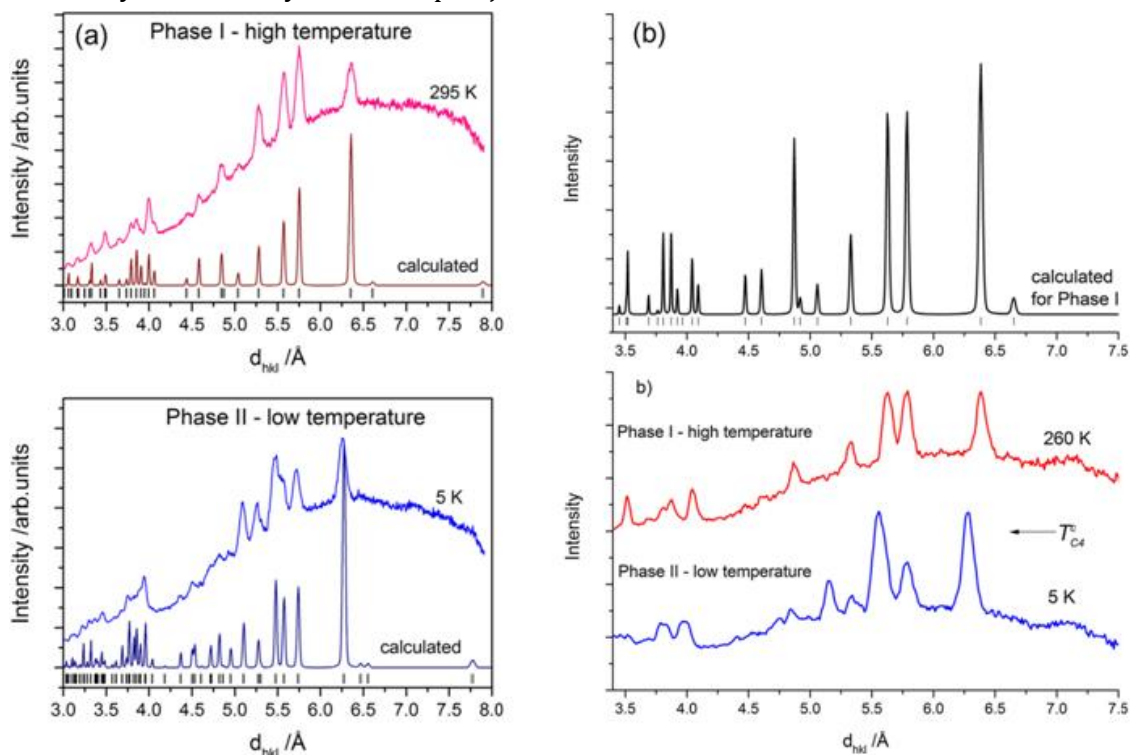 (a)
Phase I - high temperature
295 K
calculated
Intensity /arb.units
3.0 3.5 4.0 4.5 5.0 5.5 6.0 6.5 7.0 7.5 8.0
d_hkl /Å
Phase II - low temperature
5 K
calculated
Intensity /arb.units
3.0 3.5 4.0 4.5 5.0 5.5 6.0 6.5 7.0 7.5 8.0
d_hkl /Å
(b)
Intensity
calculated
for Phase I
3.5 4.0 4.5 5.0 5.5 6.0 6.5 7.0 7.5
b)
Phase I - high temperature
260 K
Phase II - low temperature
5 K
Intensity
3.5 4.0 4.5 5.0 5.5 6.0 6.5 7.0 7.5
d_hkl /Å